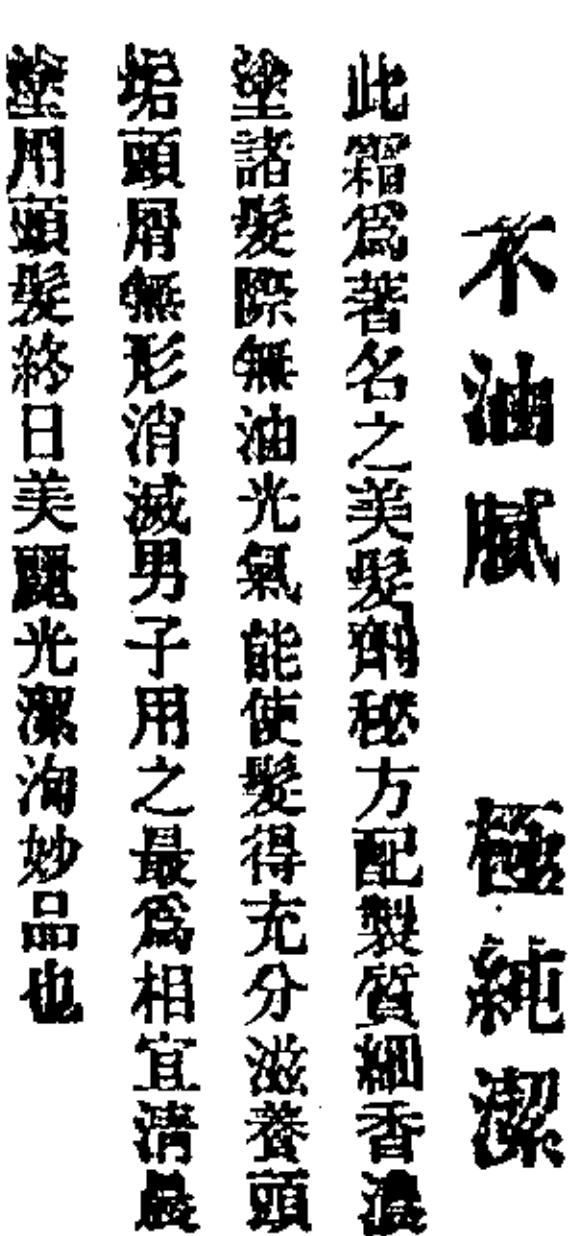 不油膩 極純潔
此霜爲著名之美髮劑秘方配製質細香濃
塗諸髮際無油光氣能使髮得充分滋養頭
垢頭屑無形消滅男子用之最爲相宜清晨
塗用頭髮終日美麗光潔洵妙品也